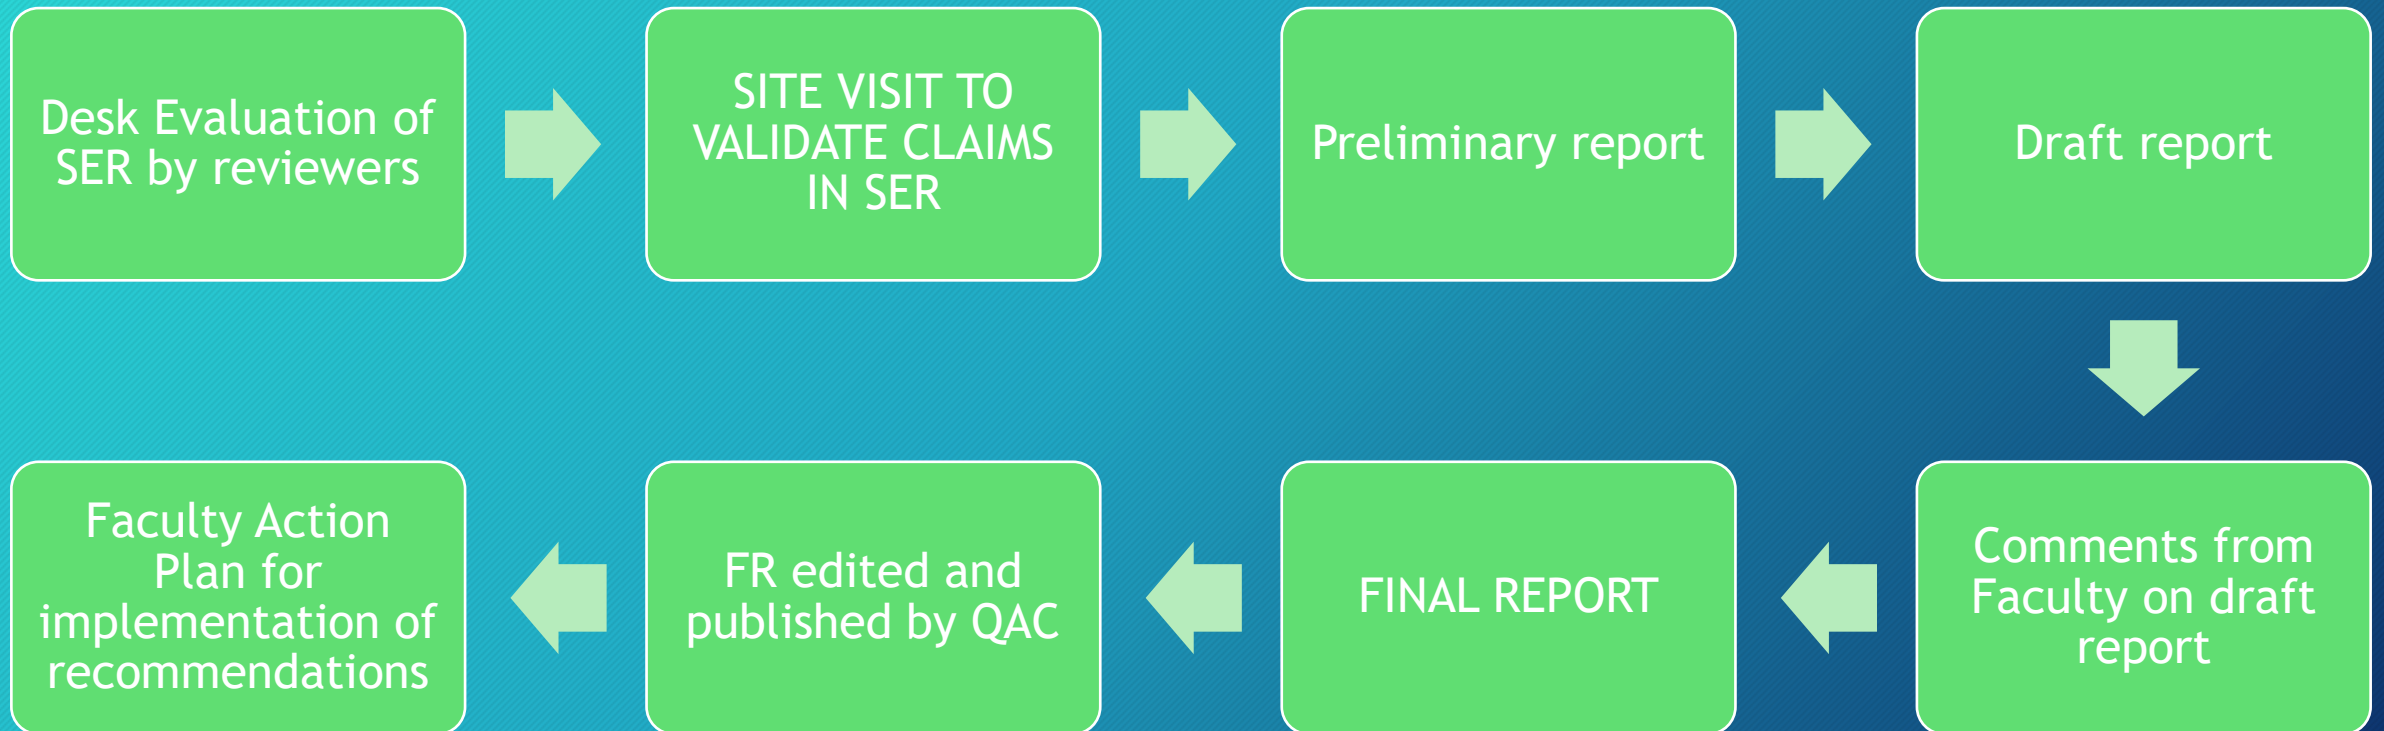 Desk Evaluation of
SER by reviewers
SITE VISIT TO
VALIDATE CLAIMS
IN SER
Preliminary report
Draft report
Comments from
Faculty on draft
report
FINAL REPORT
FR edited and
published by QAC
Faculty Action
Plan for
implementation of
recommendations